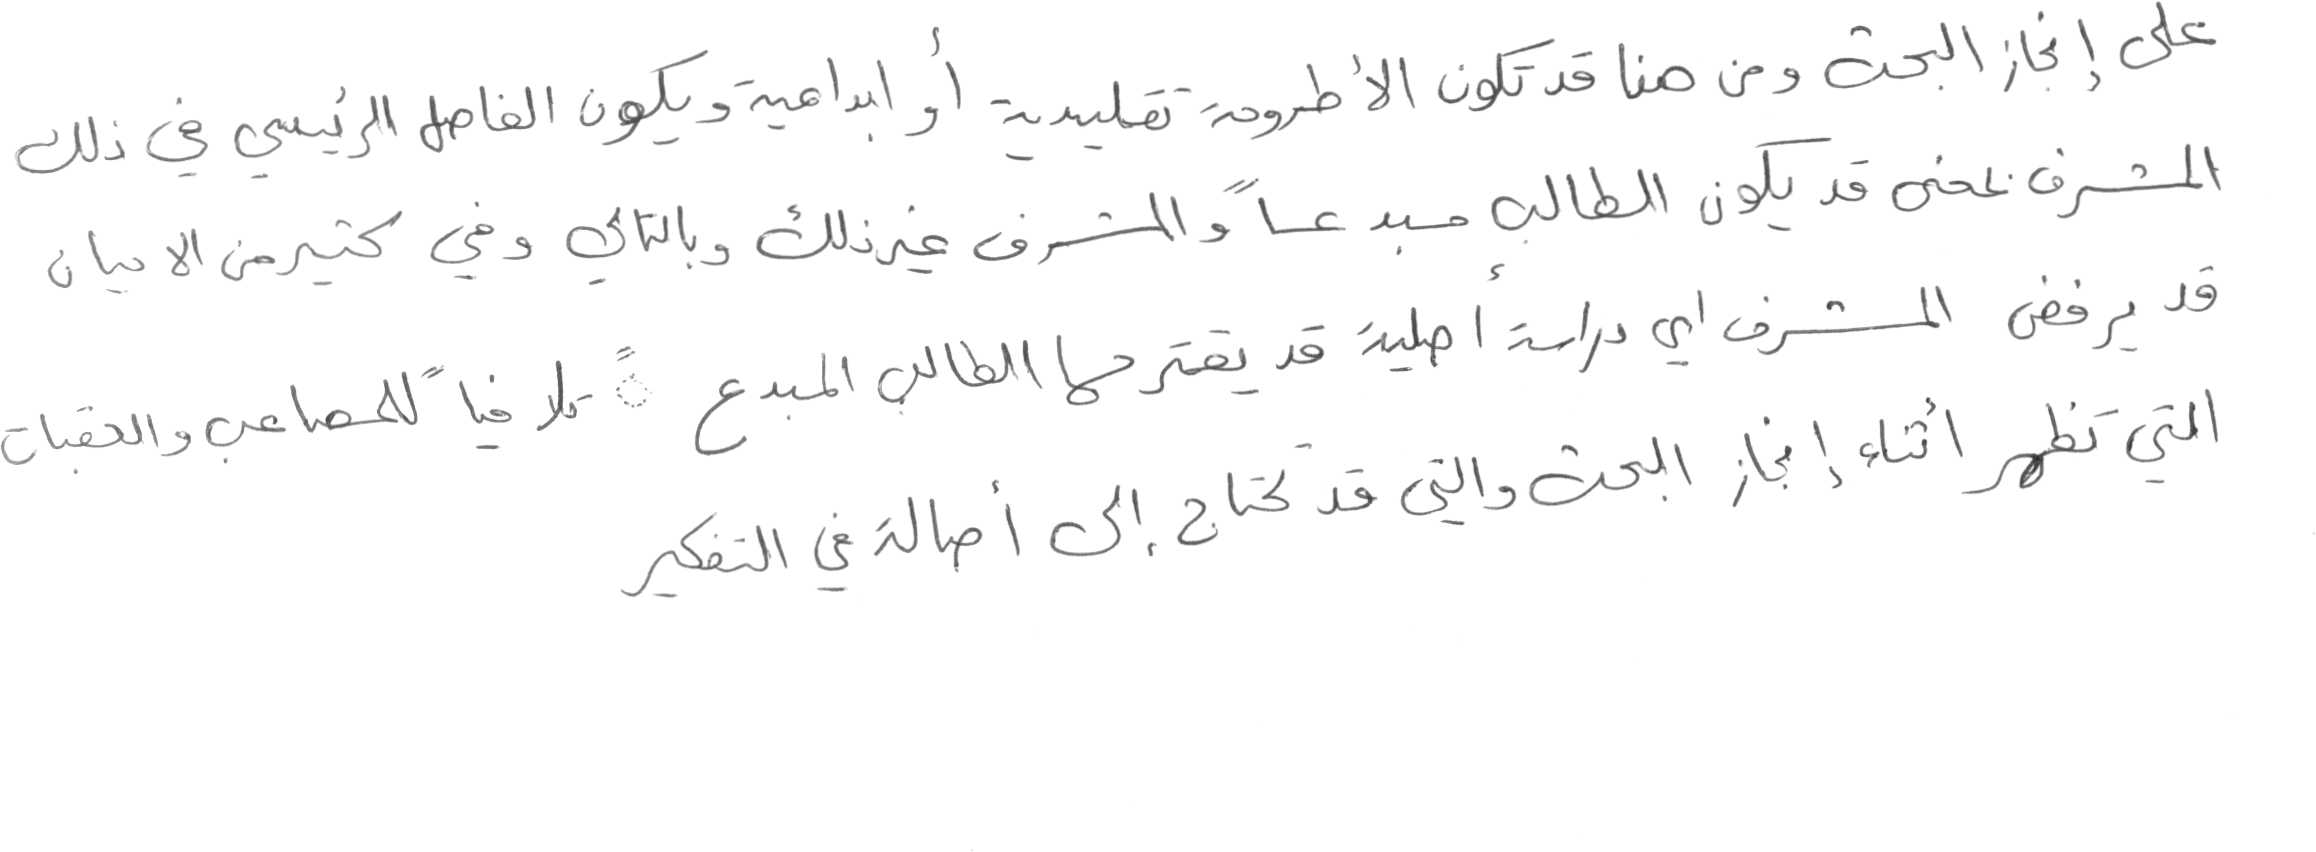 على إنجاز البحث ومن هنا قد تكون الأطروحة تقليدية أو ابداعية ويكون الفاصل الرئيسي في ذلك
المشرف فحتى قد يكون الطالب مبدعاً والمشرف غير ذلك وبالتالي وفي كثير من الاحيان
قد يرفض المشرف اي دراسة أصلية قد يقترحها الطالب المبدع تلافياً للمصاعب والعقبات
التي تظهر أثناء إنجاز البحث والتي قد تحتاج إلى أصالة في التفكير